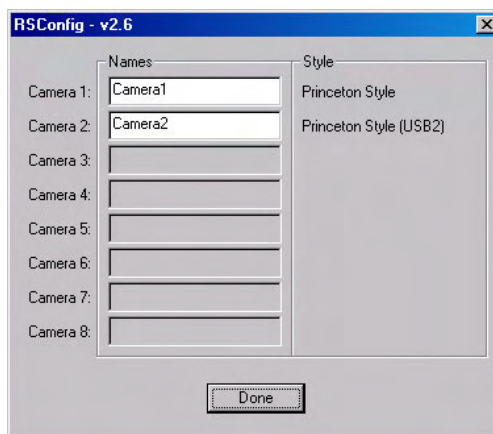 RSConfig - v2.6
Names Style
Camera 1: Camera1 Princeton Style
Camera 2: Camera2 Princeton Style (USB2)
Camera 3:
Camera 4:
Camera 5:
Camera 6:
Camera 7:
Camera 8:
Done